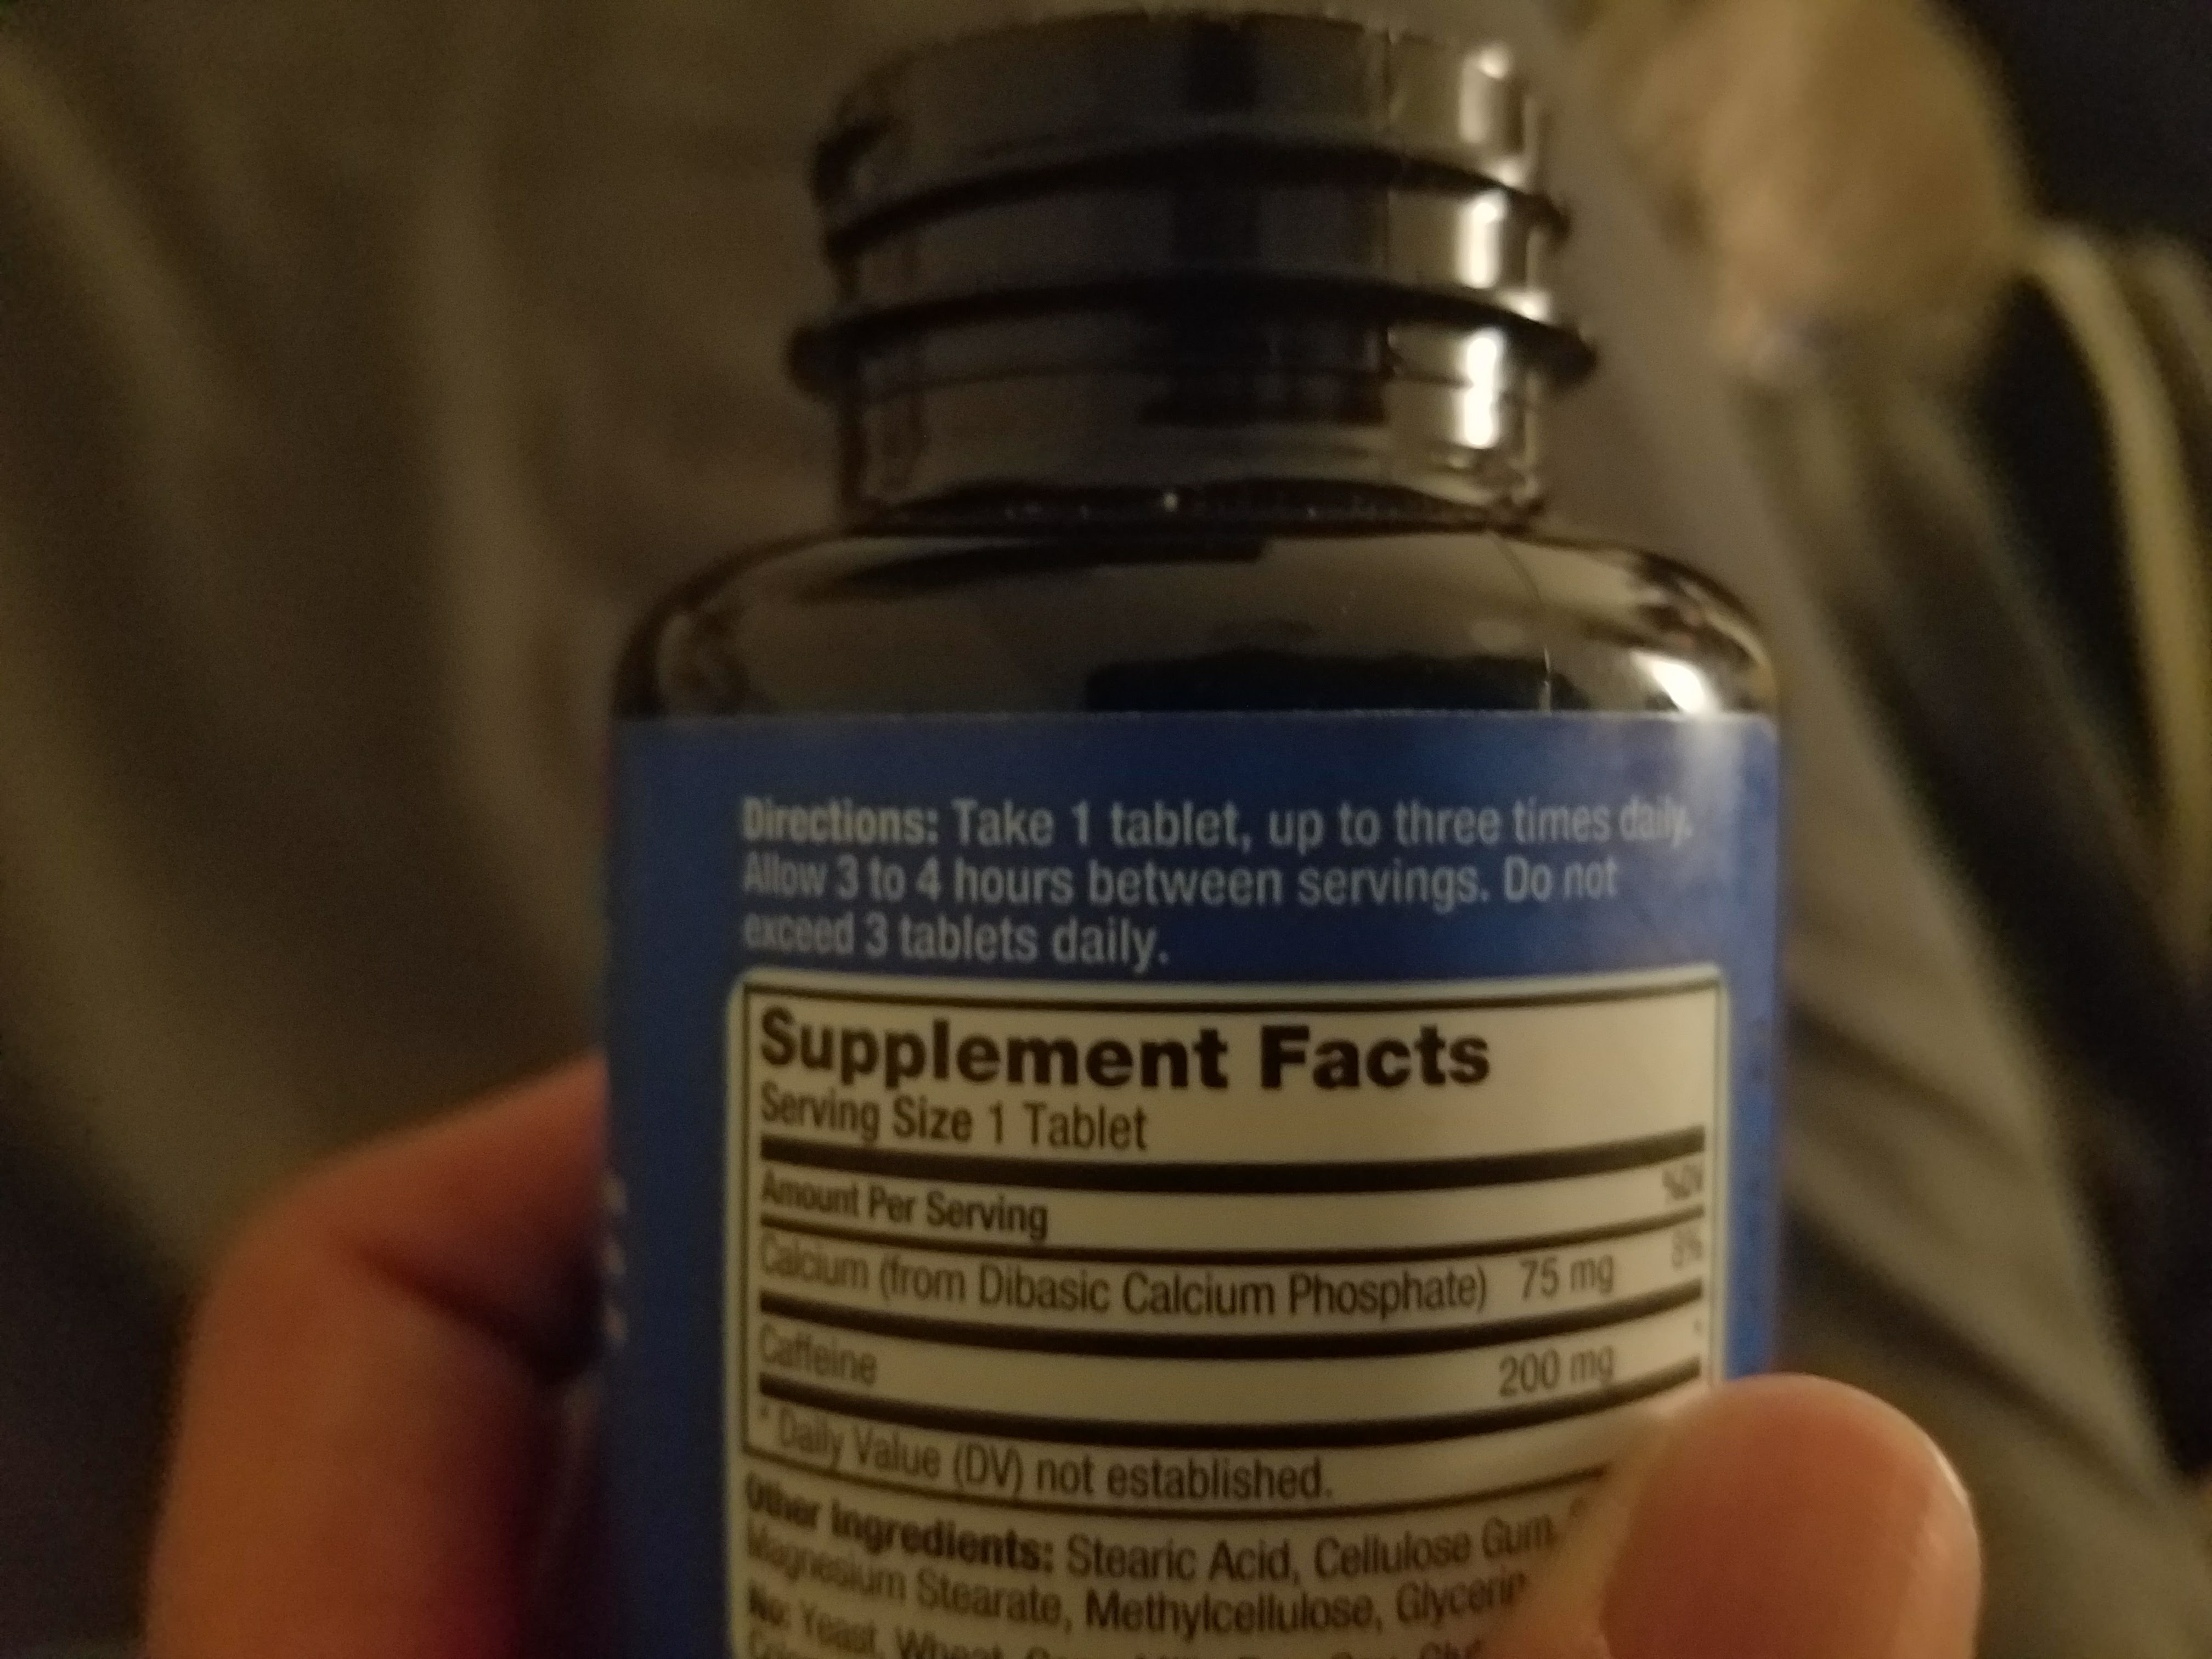 Directions: Take 1 tablet, up to three times daily.
Allow 3 to 4 hours between servings. Do not
exceed 3 tablets daily.
Supplement Facts
Serving Size 1 Tablet
Amount Per Serving %DV
Calcium (from Dibasic Calcium Phosphate) 75 mg 8%
Caffeine 200 mg *
* Daily Value (DV) not established.
Other Ingredients: Stearic Acid, Cellulose Gum,
Magnesium Stearate, Methylcellulose, Glycerin
No: Yeast, Wheat,